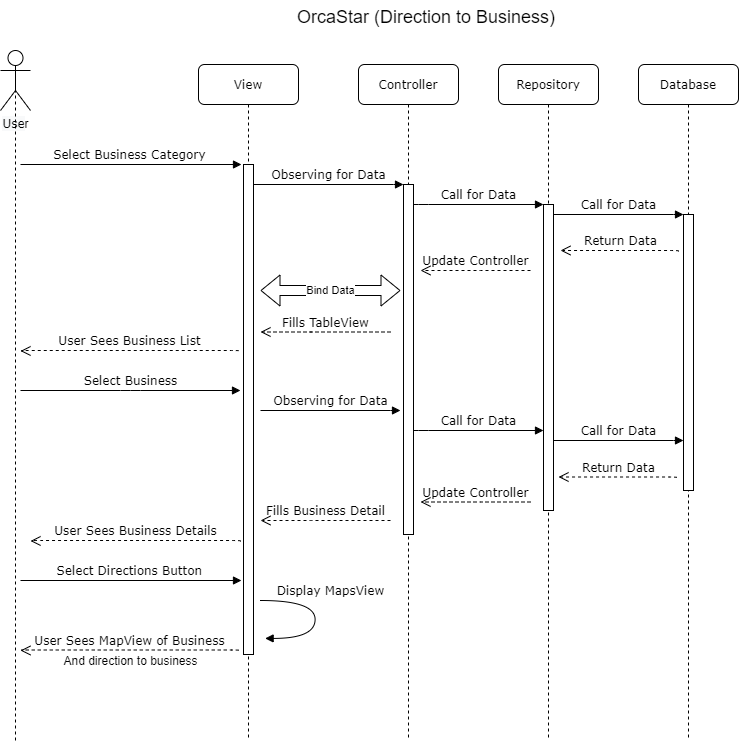 OrcaStar (Direction to Business)
View
Controller
Repository
Database
User
Select Business Category
Observing for Data
Call for Data
Call for Data
Return Data
Update Controller
Bind Data
Fills TableView
User Sees Business List
Select Business
Observing for Data
Call for Data
Call for Data
Return Data
Update Controller
Fills Business Detail
User Sees Business Details
Select Directions Button
Display MapsView
User Sees MapView of Business
And direction to business